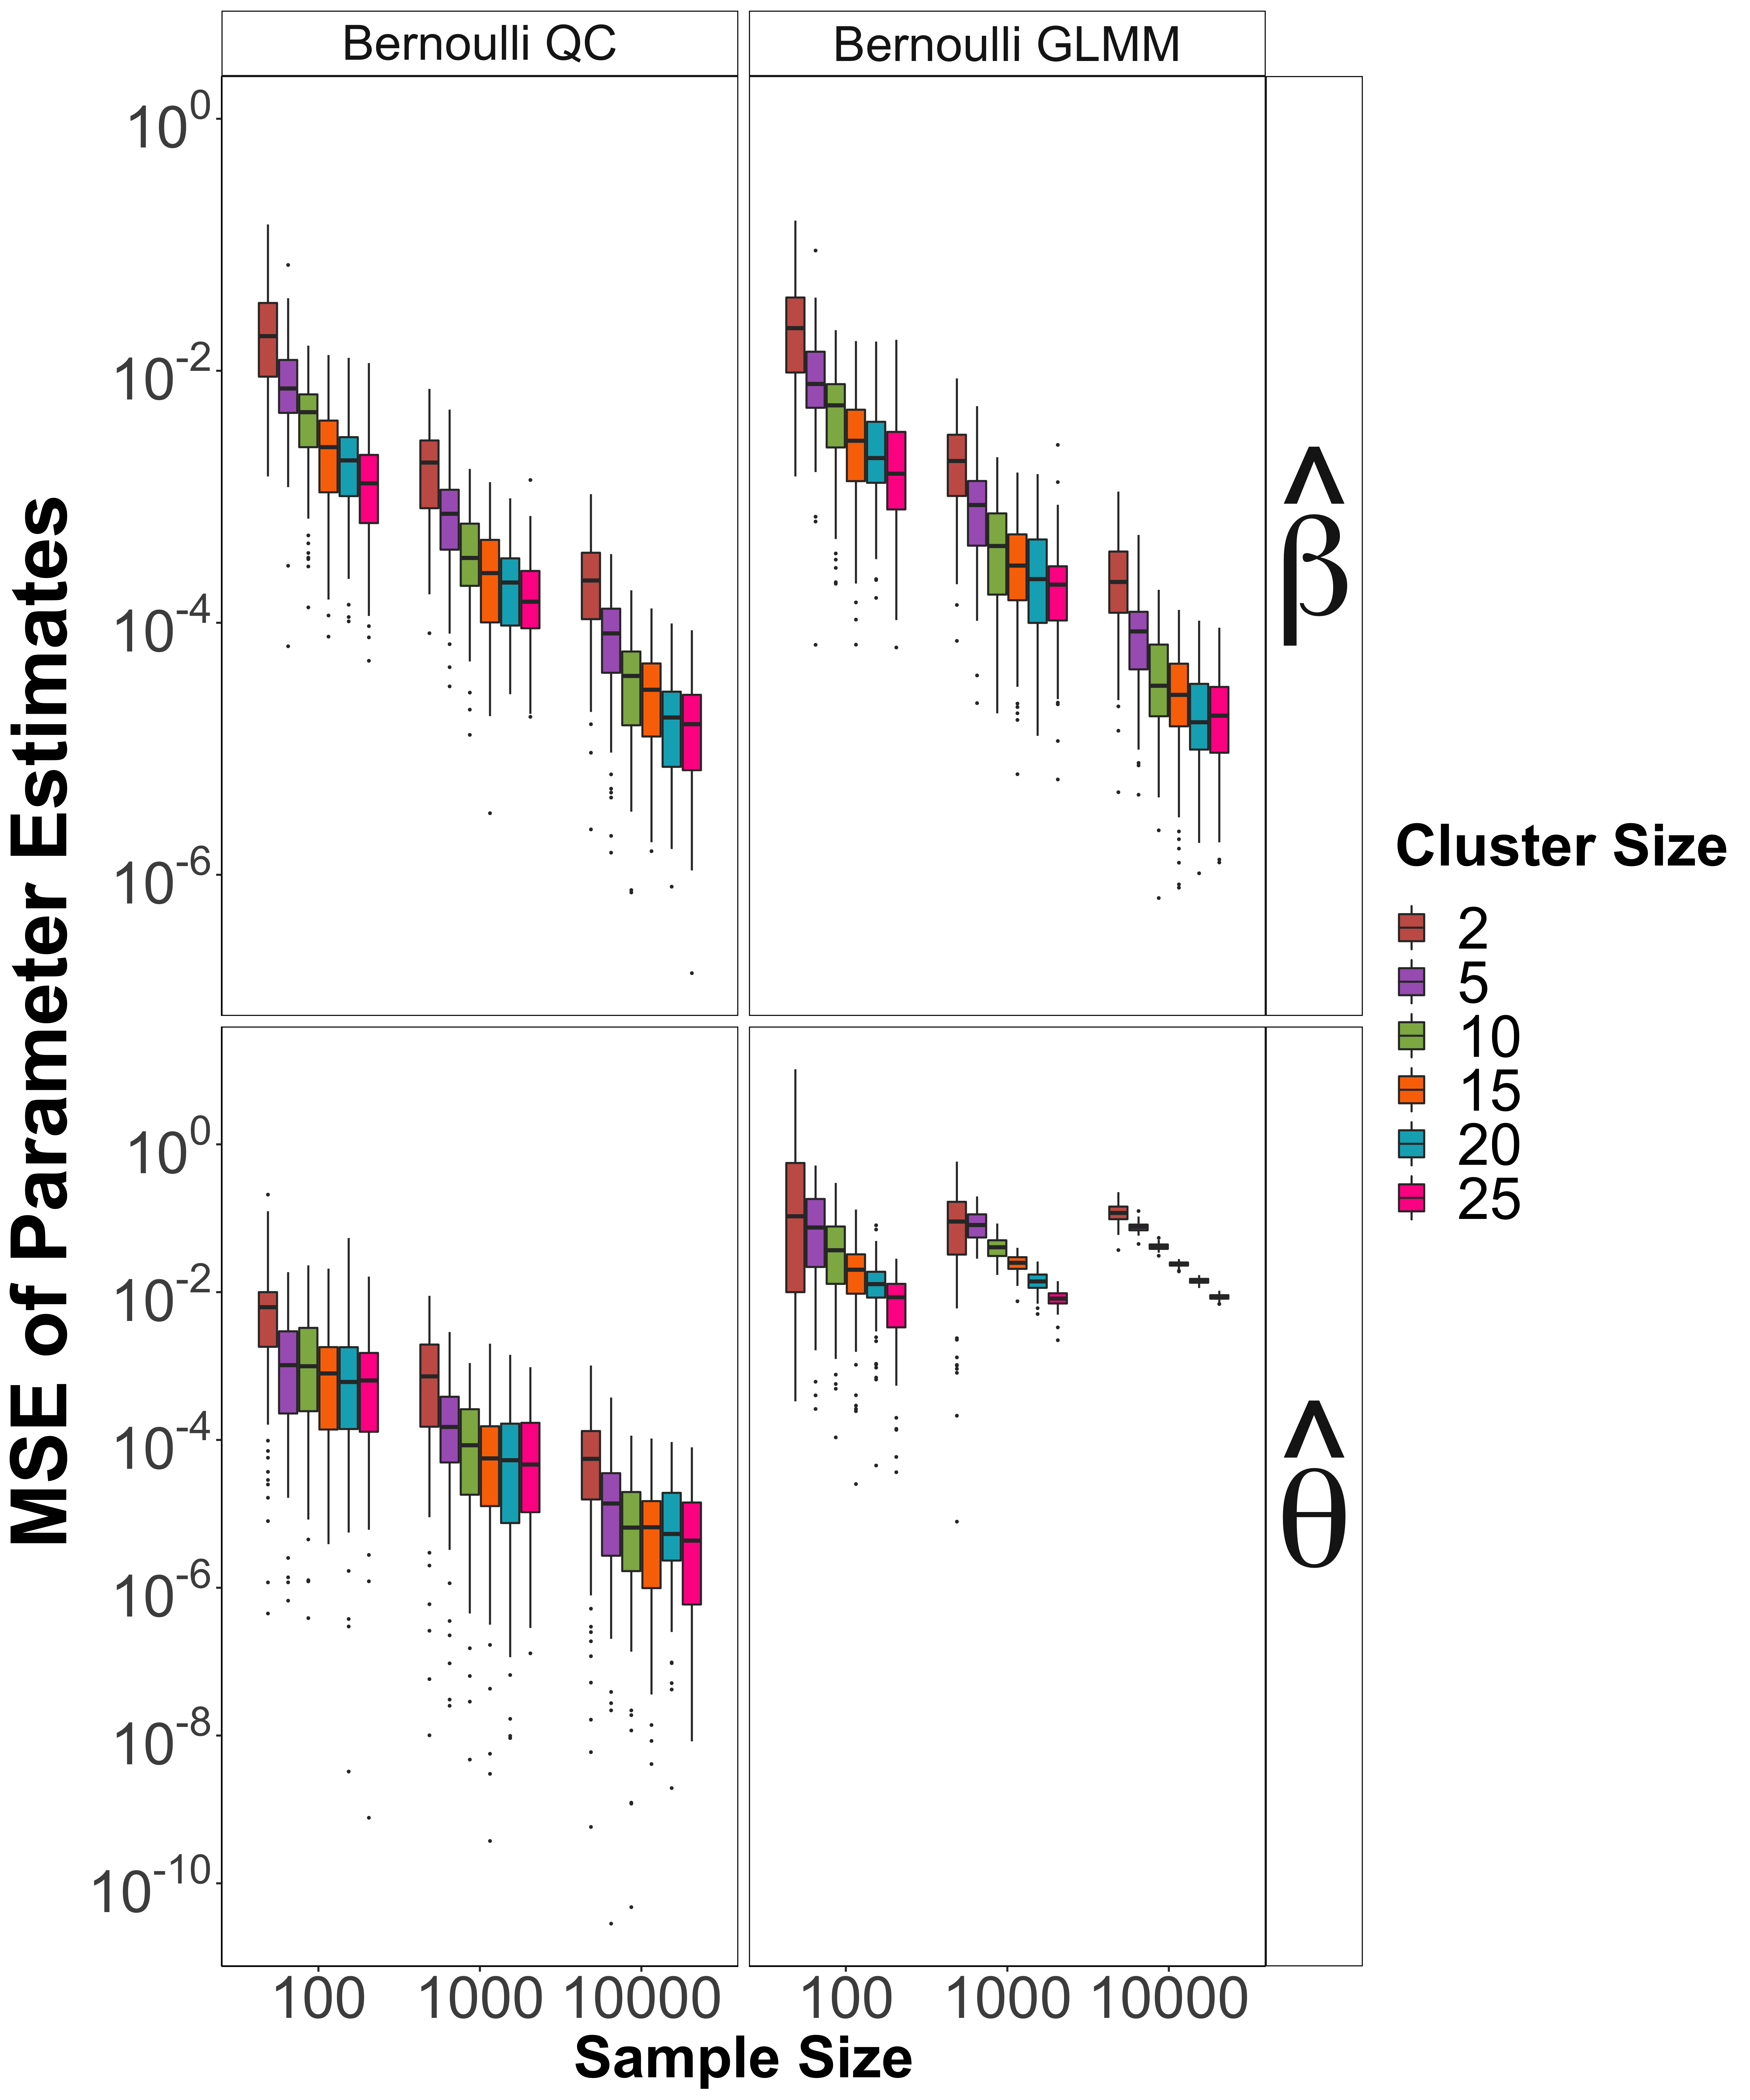 Bernoulli QC
Bernoulli GLMM
MSE of Parameter Estimates
10^0
10^-2
10^-4
10^-6
β^
10^0
10^-2
10^-4
10^-6
10^-8
10^-10
θ^
100 1000 10000
100 1000 10000
Sample Size
Cluster Size
2
5
10
15
20
25